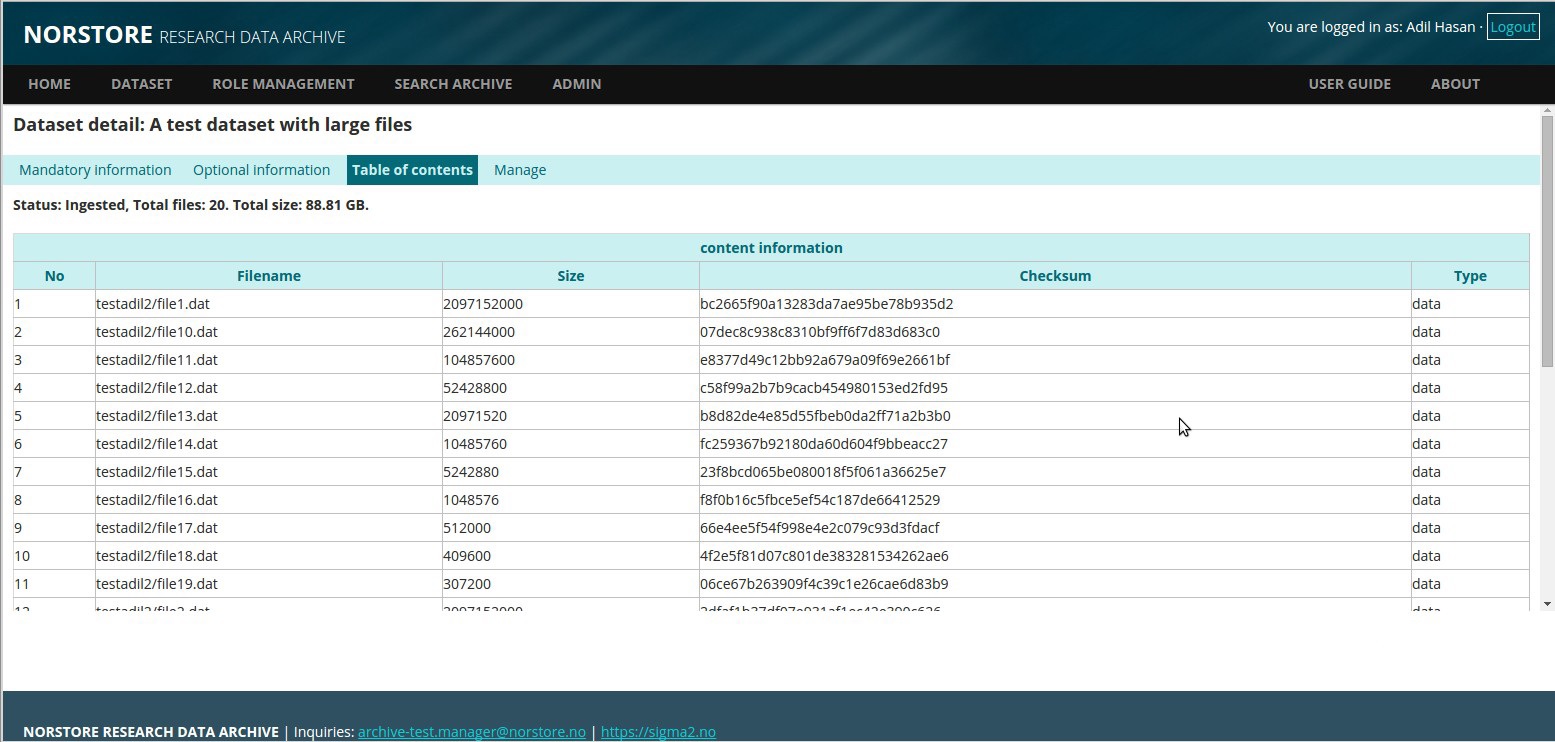 NORSTORE RESEARCH DATA ARCHIVE
You are logged in as: Adil Hasan · Logout
HOME DATASET ROLE MANAGEMENT SEARCH ARCHIVE ADMIN USER GUIDE ABOUT
Dataset detail: A test dataset with large files
Mandatory information Optional information Table of contents Manage
Status: Ingested, Total files: 20. Total size: 88.81 GB.
content information
No Filename Size Checksum Type
1 testadil2/file1.dat 2097152000 bc2665f90a13283da7ae95be78b935d2 data
2 testadil2/file10.dat 262144000 07dec8c938c8310bf9ff6f7d83d683c0 data
3 testadil2/file11.dat 104857600 e8377d49c12bb92a679a09f69e2661bf data
4 testadil2/file12.dat 52428800 c58f99a2b7b9cacb454980153ed2fd95 data
5 testadil2/file13.dat 20971520 b8d82de4e85d55fbeb0da2ff71a2b3b0 data
6 testadil2/file14.dat 10485760 fc259367b92180da60d604f9bbeacc27 data
7 testadil2/file15.dat 5242880 23f8bcd065be080018f5f061a36625e7 data
8 testadil2/file16.dat 1048576 f8f0b16c5fbce5ef54c187de66412529 data
9 testadil2/file17.dat 512000 66e4ee5f54f998e4e2c079c93d3fdacf data
10 testadil2/file18.dat 409600 4f2e5f81d07c801de383281534262ae6 data
11 testadil2/file19.dat 307200 06ce67b263909f4c39c1e26cae6d83b9 data
12 testadil2/file2.dat 2097152000 data
NORSTORE RESEARCH DATA ARCHIVE | Inquiries: archive-test.manager@norstore.no | https://sigma2.no